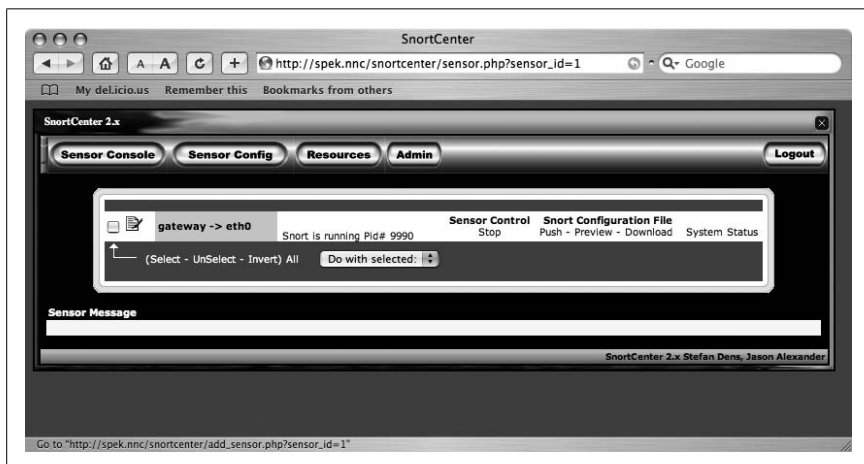 SnortCenter
A A
http://spek.nnc/snortcenter/sensor.php?sensor_id=1
Google
My del.icio.us Remember this Bookmarks from others
SnortCenter 2.x
Sensor Console Sensor Config Resources Admin Logout
gateway -> eth0
Snort is running Pid# 9990
Sensor Control
Stop
Snort Configuration File
Push - Preview - Download
System Status
(Select - UnSelect - Invert) All Do with selected:
Sensor Message
SnortCenter 2.x Stefan Dens, Jason Alexander
Go to "http://spek.nnc/snortcenter/add_sensor.php?sensor_id=1"